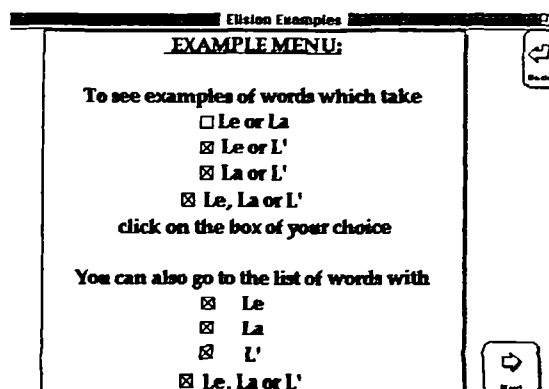 Elision Examples
EXAMPLE MENU:
To see examples of words which take
Le or La
Le or L'
La or L'
Le, La or L'
click on the box of your choice
You can also go to the list of words with
Le
La
L'
Le, La or L'